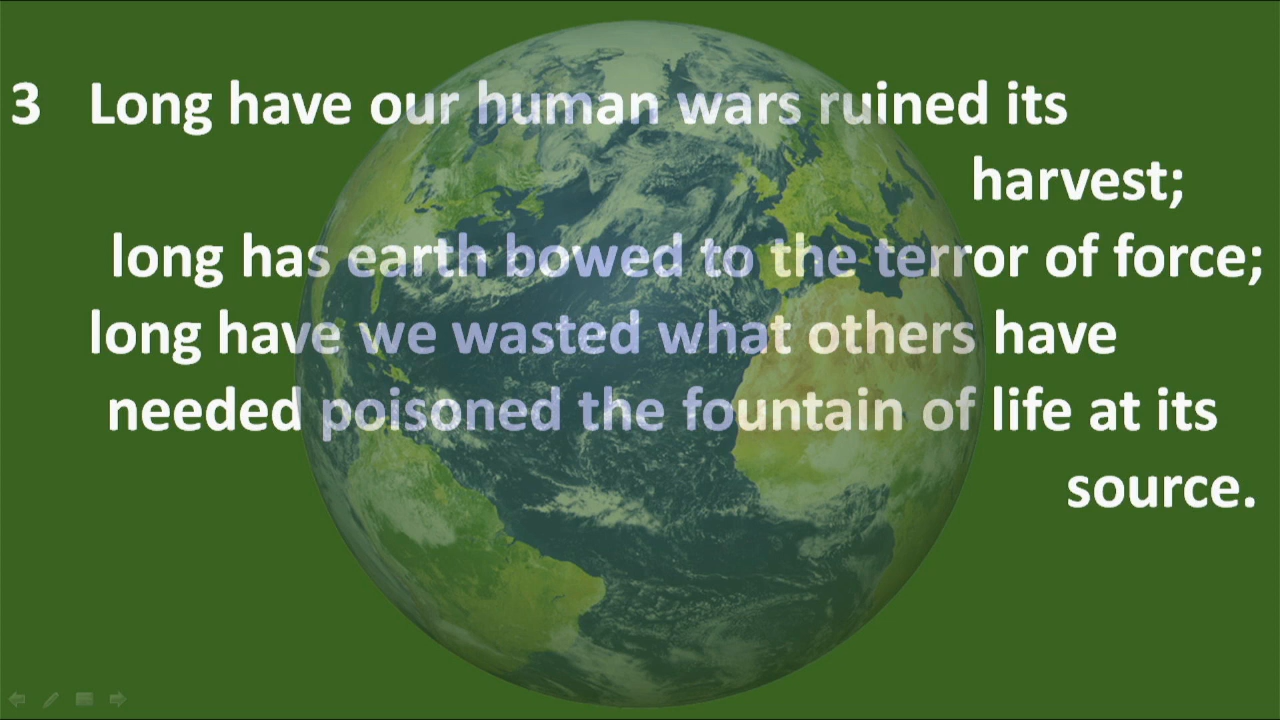 3 Long have our human wars ruined its
harvest;
long has earth bowed to the terror of force;
long have we wasted what others have
needed poisoned the fountain of life at its
source.